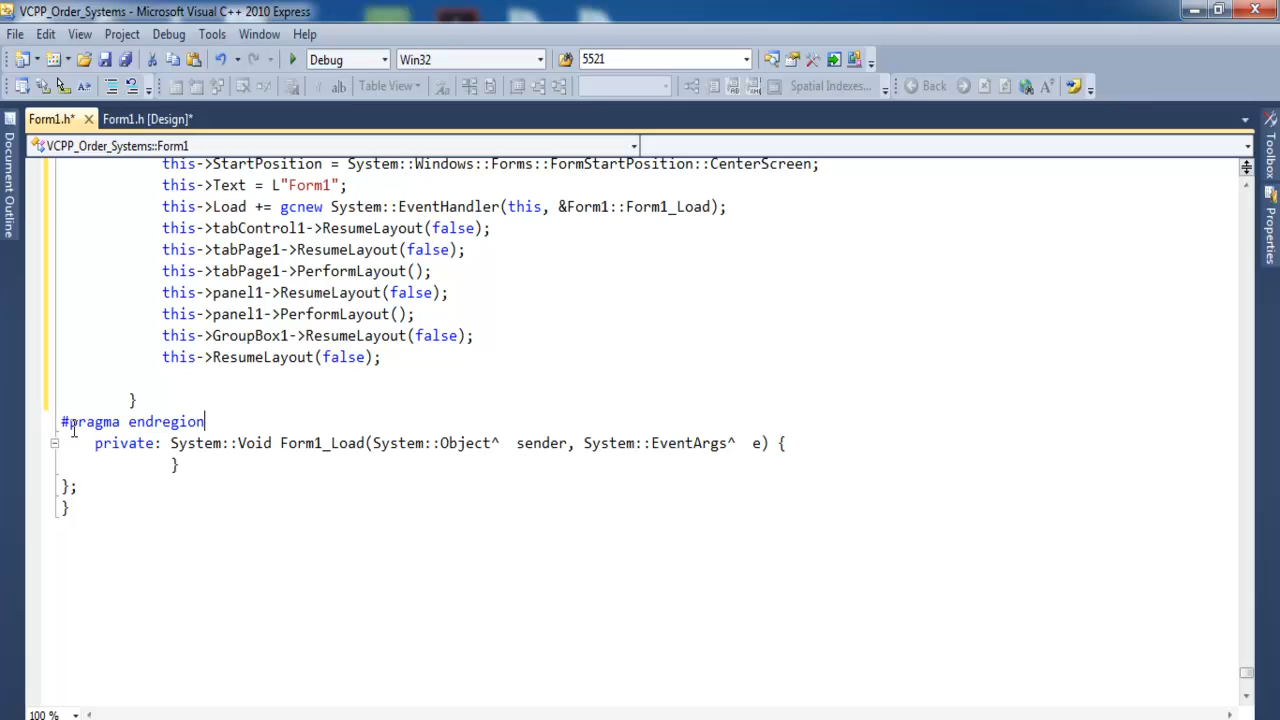 VCPP_Order_Systems - Microsoft Visual C++ 2010 Express
File Edit View Project Debug Tools Window Help
Debug Win32 5521
Table View Spatial Indexes... Back
Form1.h* Form1.h [Design]*
VCPP_Order_Systems::Form1
this->StartPosition = System::Windows::Forms::FormStartPosition::CenterScreen;
this->Text = L"Form1";
this->Load += gcnew System::EventHandler(this, &Form1::Form1_Load);
this->tabControl1->ResumeLayout(false);
this->tabPage1->ResumeLayout(false);
this->tabPage1->PerformLayout();
this->panel1->ResumeLayout(false);
this->panel1->PerformLayout();
this->GroupBox1->ResumeLayout(false);
this->ResumeLayout(false);
}
#pragma endregion
private: System::Void Form1_Load(System::Object^  sender, System::EventArgs^  e) {
}
};
}
100 %
Document Outline
Toolbox
Properties